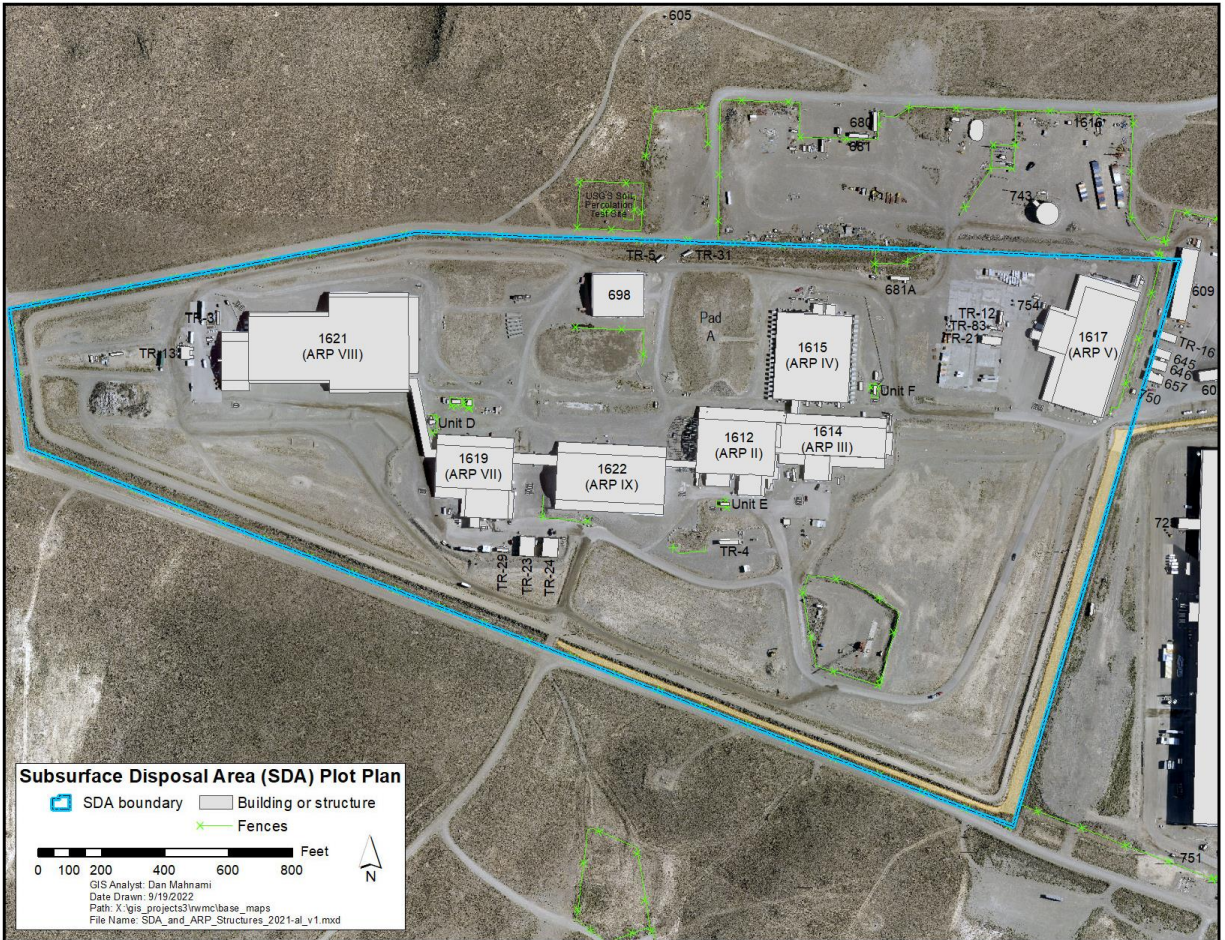 605
680
681
1616
743
USGS Soil
Percolation
Test Site
TR-5
TR-31
681A
609
TR-3
TR-13
1621
(ARP VIII)
698
Pad
A
1615
(ARP IV)
754
TR-12
TR-83
TR-21
1617
(ARP V)
TR-16
645
646
657
750
60
Unit D
Unit F
1619
(ARP VII)
1622
(ARP IX)
1612
(ARP II)
1614
(ARP III)
Unit E
TR-4
TR-29
TR-23
TR-24
72
751
Subsurface Disposal Area (SDA) Plot Plan
SDA boundary
Building or structure
Fences
Feet
0 100 200 400 600 800
N
GIS Analyst: Dan Mahnami
Date Drawn: 9/19/2022
Path: X:\gis_projects3\rwmc\base_maps
File Name: SDA_and_ARP_Structures_2021-al_v1.mxd